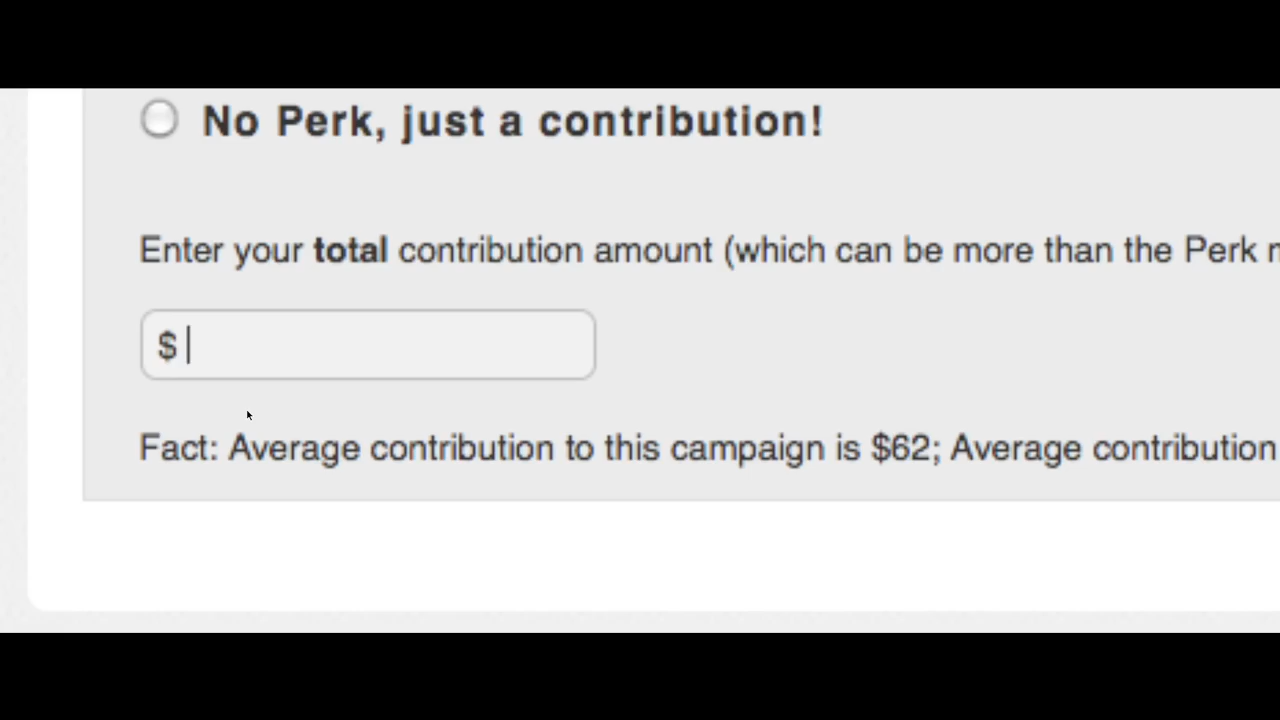 No Perk, just a contribution!
Enter your total contribution amount (which can be more than the Perk
$
Fact: Average contribution to this campaign is $62; Average contribution